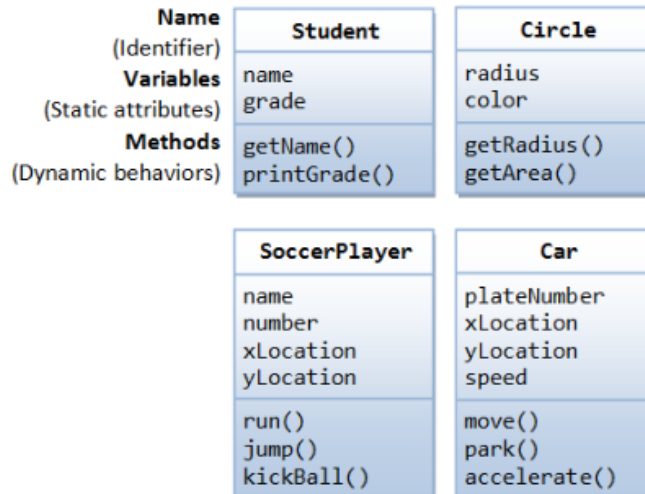 Name
(Identifier)
Variables
(Static attributes)
Methods
(Dynamic behaviors)
Student
name
grade
getName()
printGrade()
Circle
radius
color
getRadius()
getArea()
SoccerPlayer
name
number
xLocation
yLocation
run()
jump()
kickBall()
Car
plateNumber
xLocation
yLocation
speed
move()
park()
accelerate()